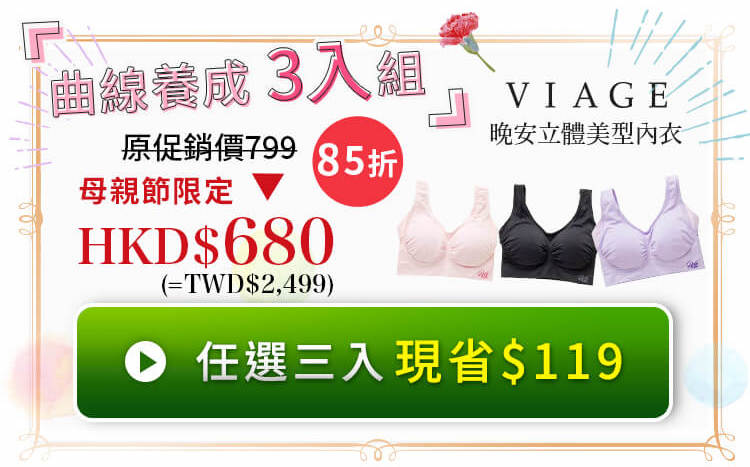 曲線養成 3入組
VIAGE
晚安立體美型內衣
原促銷價799
85折
母親節限定▼
HKD$680
(=TWD$2,499)
任選三入 現省$119